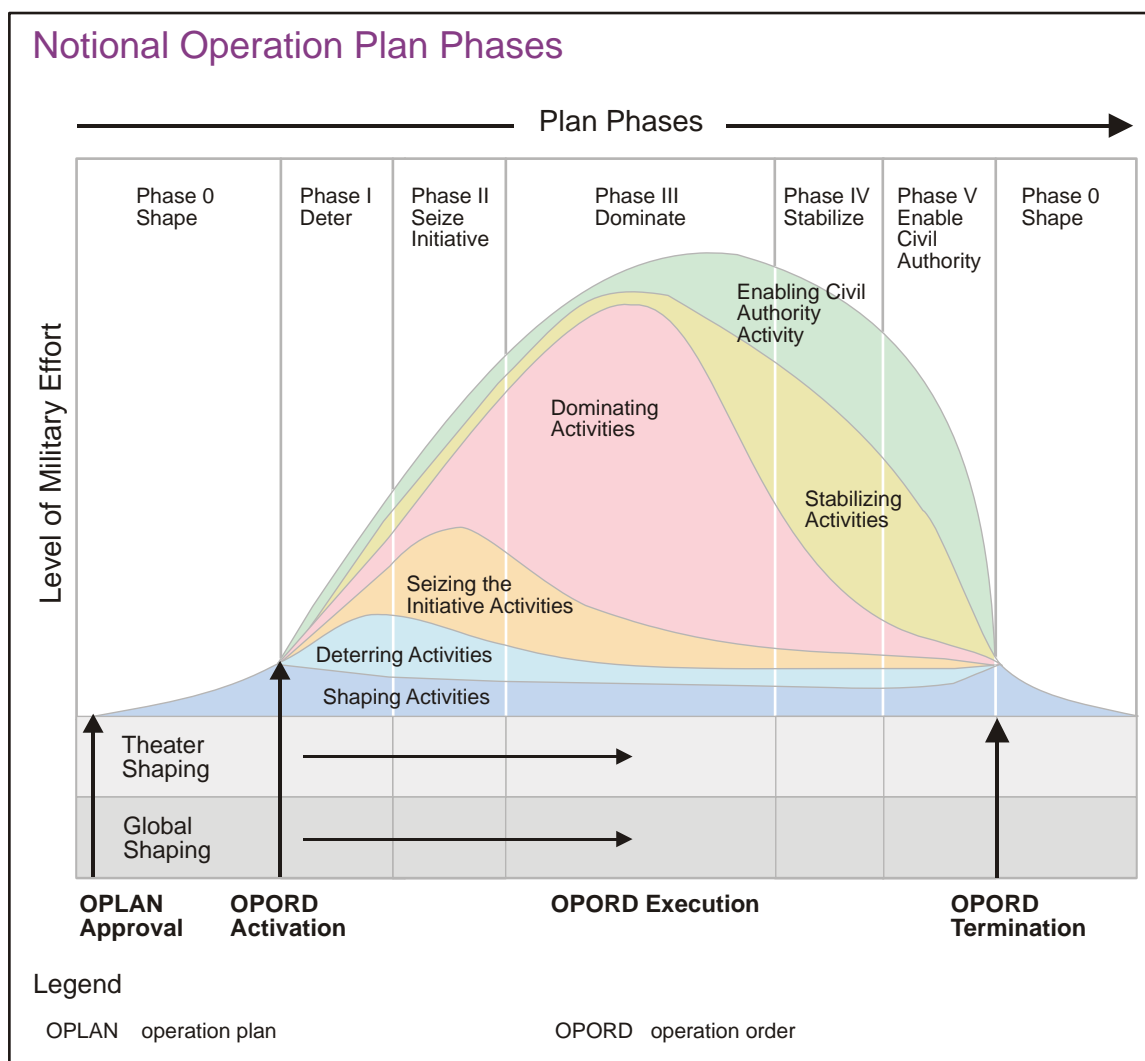 Notional Operation Plan Phases
Plan Phases
Phase 0
Shape
Phase I
Deter
Phase II
Seize
Initiative
Phase III
Dominate
Phase IV
Stabilize
Phase V
Enable
Civil
Authority
Phase 0
Shape
Level of Military Effort
Enabling Civil
Authority
Activity
Dominating
Activities
Stabilizing
Activities
Seizing the
Initiative Activities
Deterring Activities
Shaping Activities
Theater
Shaping
Global
Shaping
OPLAN
Approval
OPORD
Activation
OPORD Execution
OPORD
Termination
Legend
OPLAN operation plan
OPORD operation order